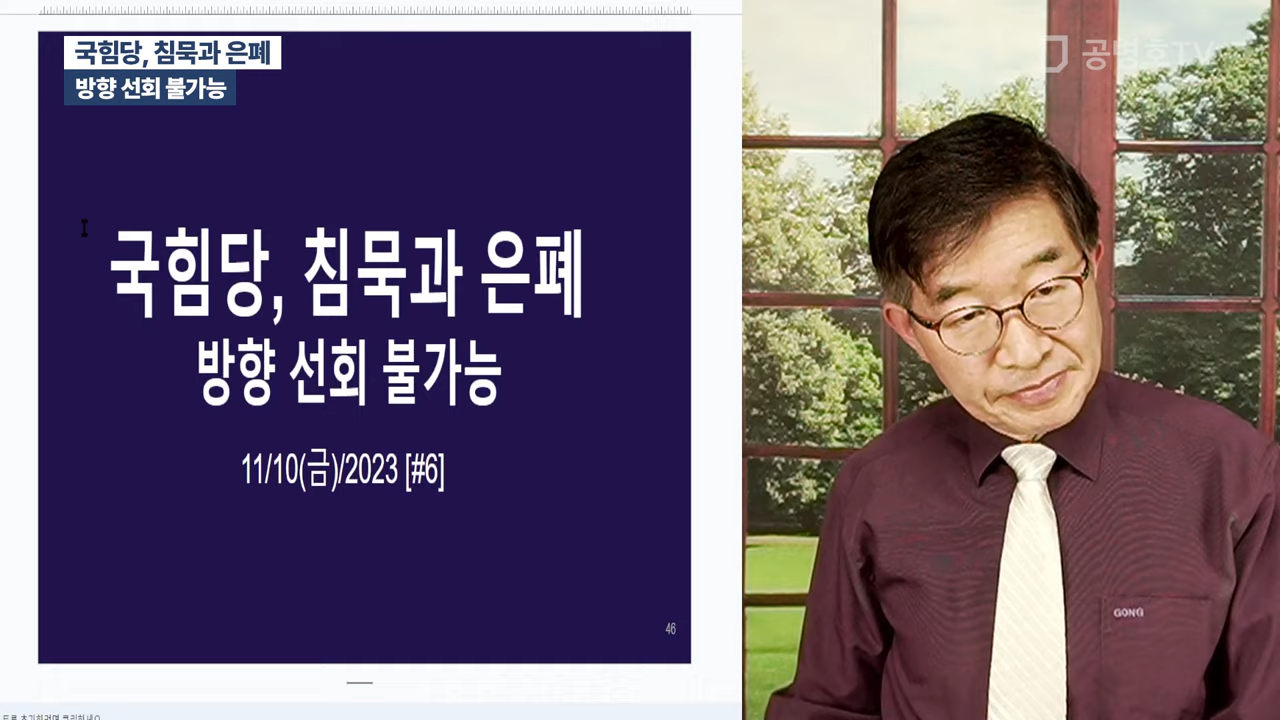 국힘당, 침묵과 은폐
방향 선회 불가능
공병호TV
국힘당, 침묵과 은폐
방향 선회 불가능
11/10(금)/2023 [#6]
46
GONG